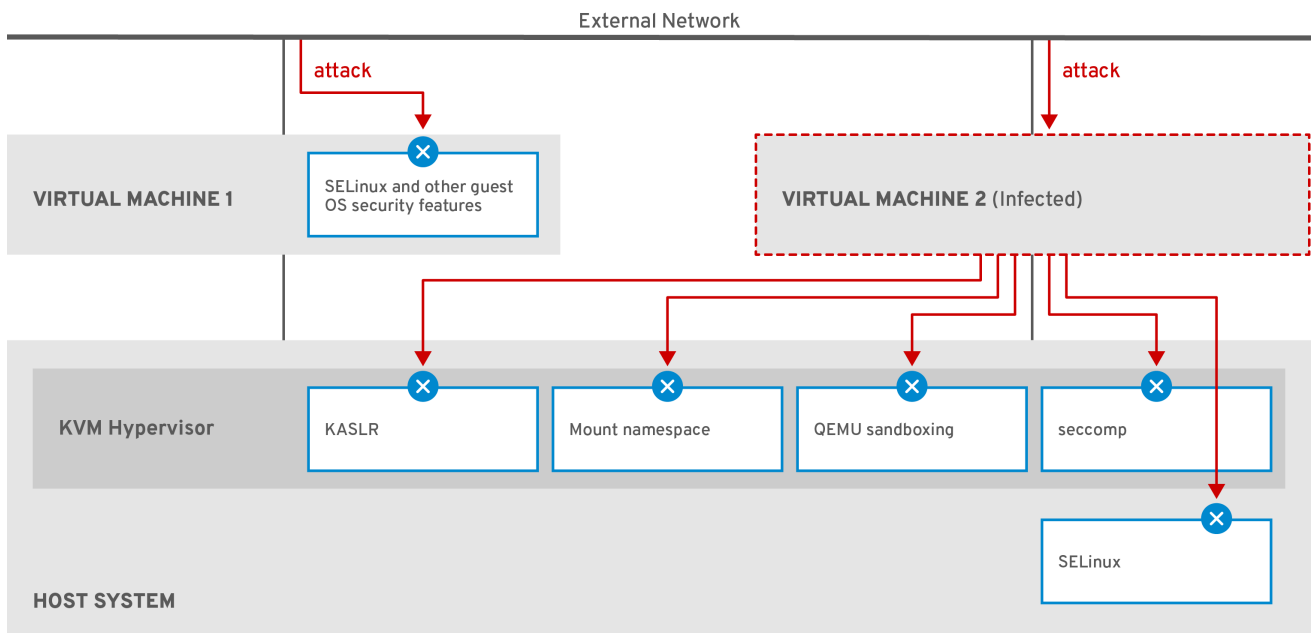 External Network
attack
attack
VIRTUAL MACHINE 1
SELinux and other guest
OS security features
VIRTUAL MACHINE 2 (Infected)
KVM Hypervisor
KASLR
Mount namespace
QEMU sandboxing
seccomp
SELinux
HOST SYSTEM